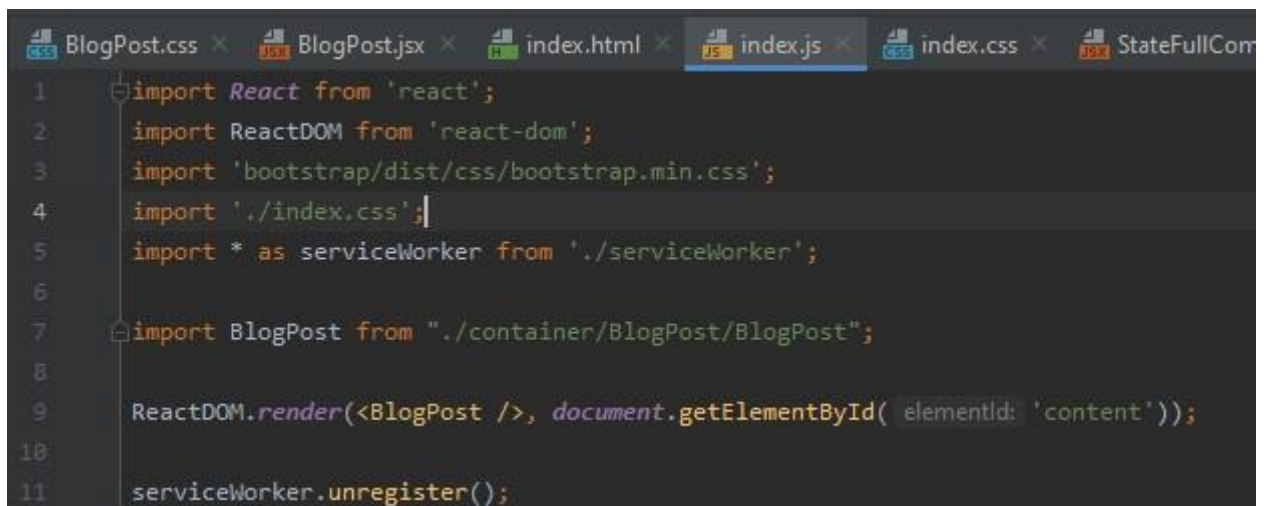 BlogPost.css × BlogPost.jsx × index.html × index.js × index.css × StateFullCom
1 import React from 'react';
2 import ReactDOM from 'react-dom';
3 import 'bootstrap/dist/css/bootstrap.min.css';
4 import './index.css';
5 import * as serviceWorker from './serviceWorker';
6
7 import BlogPost from "./container/BlogPost/BlogPost";
8
9 ReactDOM.render(<BlogPost />, document.getElementById( elementId: 'content'));
10
11 serviceWorker.unregister();